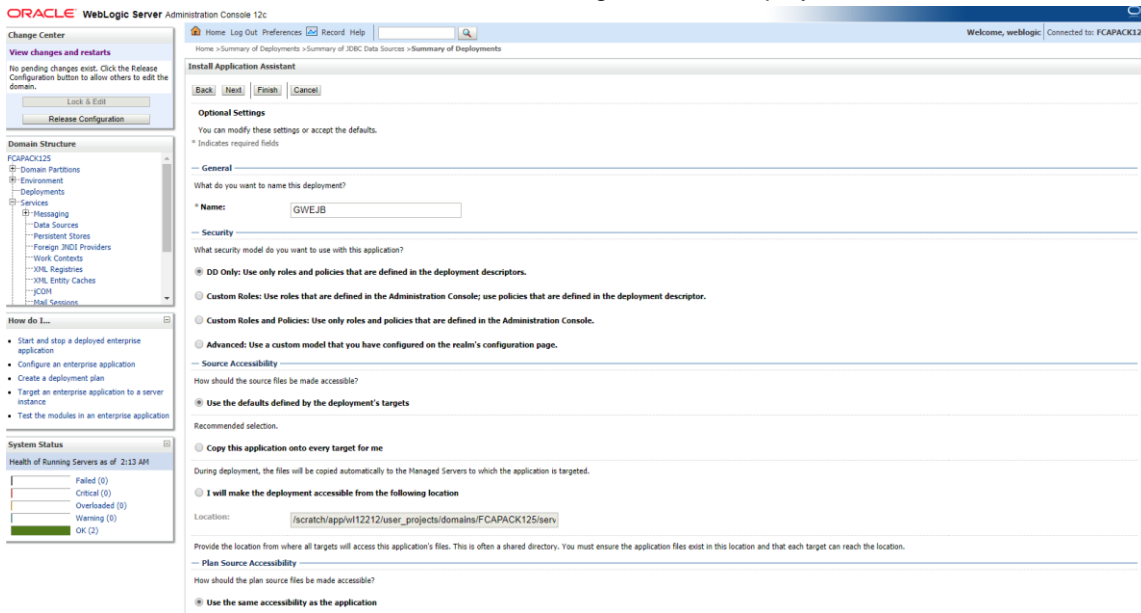 ORACLE WebLogic Server Administration Console 12c
Change Center
View changes and restarts
No pending changes exist. Click the Release
Configuration button to allow others to edit the
domain.
Lock & Edit
Release Configuration
Domain Structure
FCAPACK125
Domain Partitions
Environment
Deployments
Services
Messaging
Data Sources
Persistent Stores
Foreign JNDI Providers
Work Contexts
XML Registries
XML Entity Caches
jCOM
Mail Sessions
How do I...
Start and stop a deployed enterprise
application
Configure an enterprise application
Create a deployment plan
Target an enterprise application to a server
instance
Test the modules in an enterprise application
System Status
Health of Running Servers as of 2:13 AM
Failed (0)
Critical (0)
Overloaded (0)
Warning (0)
OK (2)
Home Log Out Preferences Record Help
Welcome, weblogic Connected to: FCAPACK12
Home >Summary of Deployments >Summary of JDBC Data Sources >Summary of Deployments
Install Application Assistant
Back Next Finish Cancel
Optional Settings
You can modify these settings or accept the defaults.
* Indicates required fields
General
What do you want to name this deployment?
* Name: GWEJB
Security
What security model do you want to use with this application?
DD Only: Use only roles and policies that are defined in the deployment descriptors.
Custom Roles: Use roles that are defined in the Administration Console; use policies that are defined in the deployment descriptor.
Custom Roles and Policies: Use only roles and policies that are defined in the Administration Console.
Advanced: Use a custom model that you have configured on the realm's configuration page.
Source Accessibility
How should the source files be made accessible?
Use the defaults defined by the deployment's targets
Recommended selection.
Copy this application onto every target for me
During deployment, the files will be copied automatically to the Managed Servers to which the application is targeted.
I will make the deployment accessible from the following location
Location: /scratch/app/wl12212/user_projects/domains/FCAPACK125/serv
Provide the location from where all targets will access this application's files. This is often a shared directory. You must ensure the application files exist in this location and that each target can reach the location.
Plan Source Accessibility
How should the plan source files be made accessible?
Use the same accessibility as the application